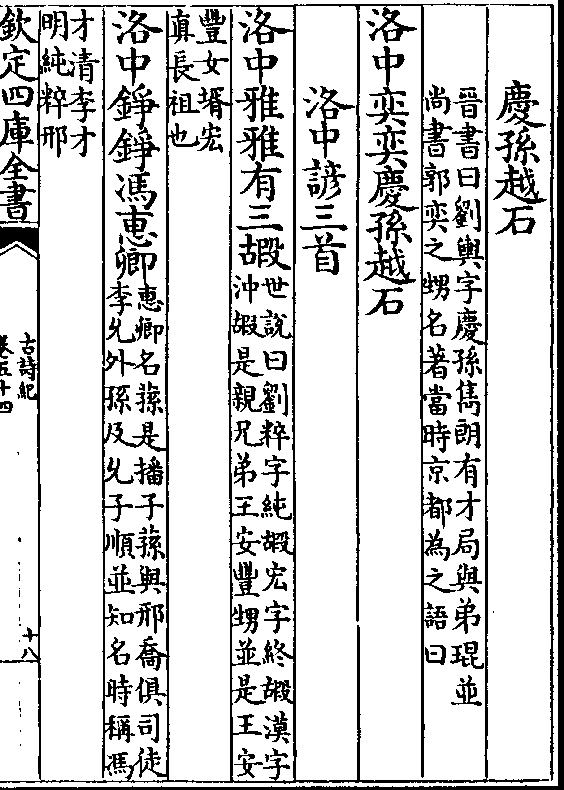 慶孫越石
晉書曰劉輿字慶孫雋朗有才局與弟琨並
尚書郭奕之甥名著當時京都為之語曰
洛中奕奕慶孫越石
洛中諺三首
洛中雅雅有三嘏
世說曰劉粹字純嘏宏字終嘏漢字
沖嘏是親兄弟王安豐甥並是王安
豐女壻宏
真長祖也
洛中錚錚馮惠卿
惠卿名蓀是播子蓀與邢喬俱司徒
李允外孫及允子順並知名時稱馮
才清李才
明純粹邢
欽定四庫全書
古詩紀
卷五十四
十八